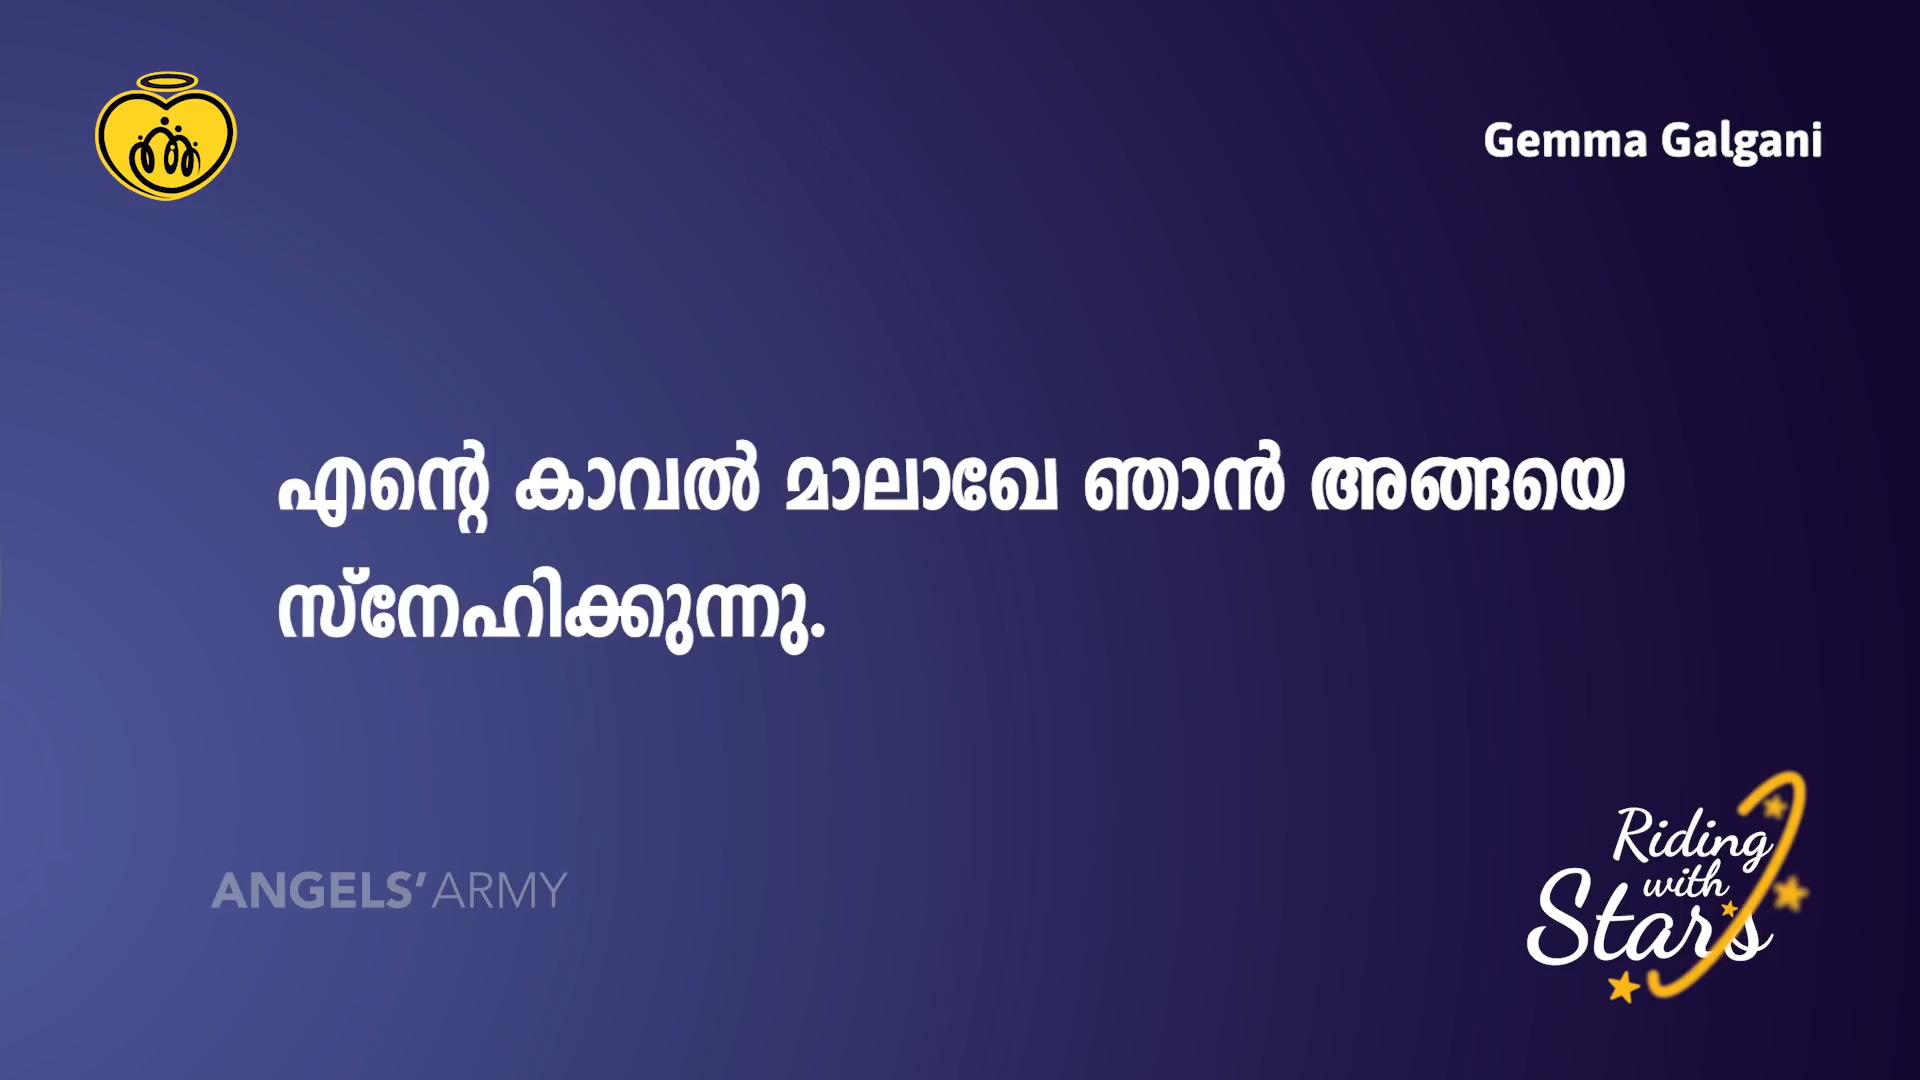 Gemma Galgani
എന്റെ കാവൽ മാലാഖേ ഞാൻ അങ്ങയെ
സ്നേഹിക്കുന്നു.
ANGELS’ARMY
Riding
with
Stars